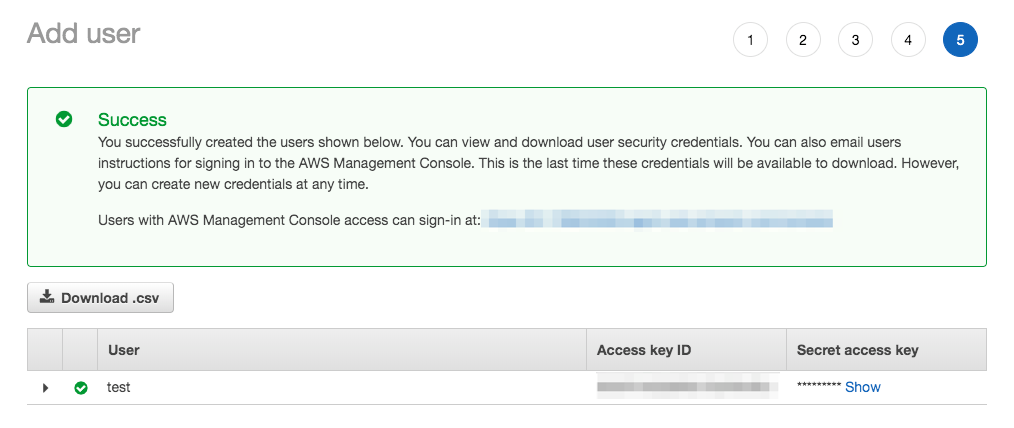 Add user
1 2 3 4 5
Success
You successfully created the users shown below. You can view and download user security credentials. You can also email users
instructions for signing in to the AWS Management Console. This is the last time these credentials will be available to download. However,
you can create new credentials at any time.
Users with AWS Management Console access can sign-in at:
Download .csv
User Access key ID Secret access key
test ********* Show